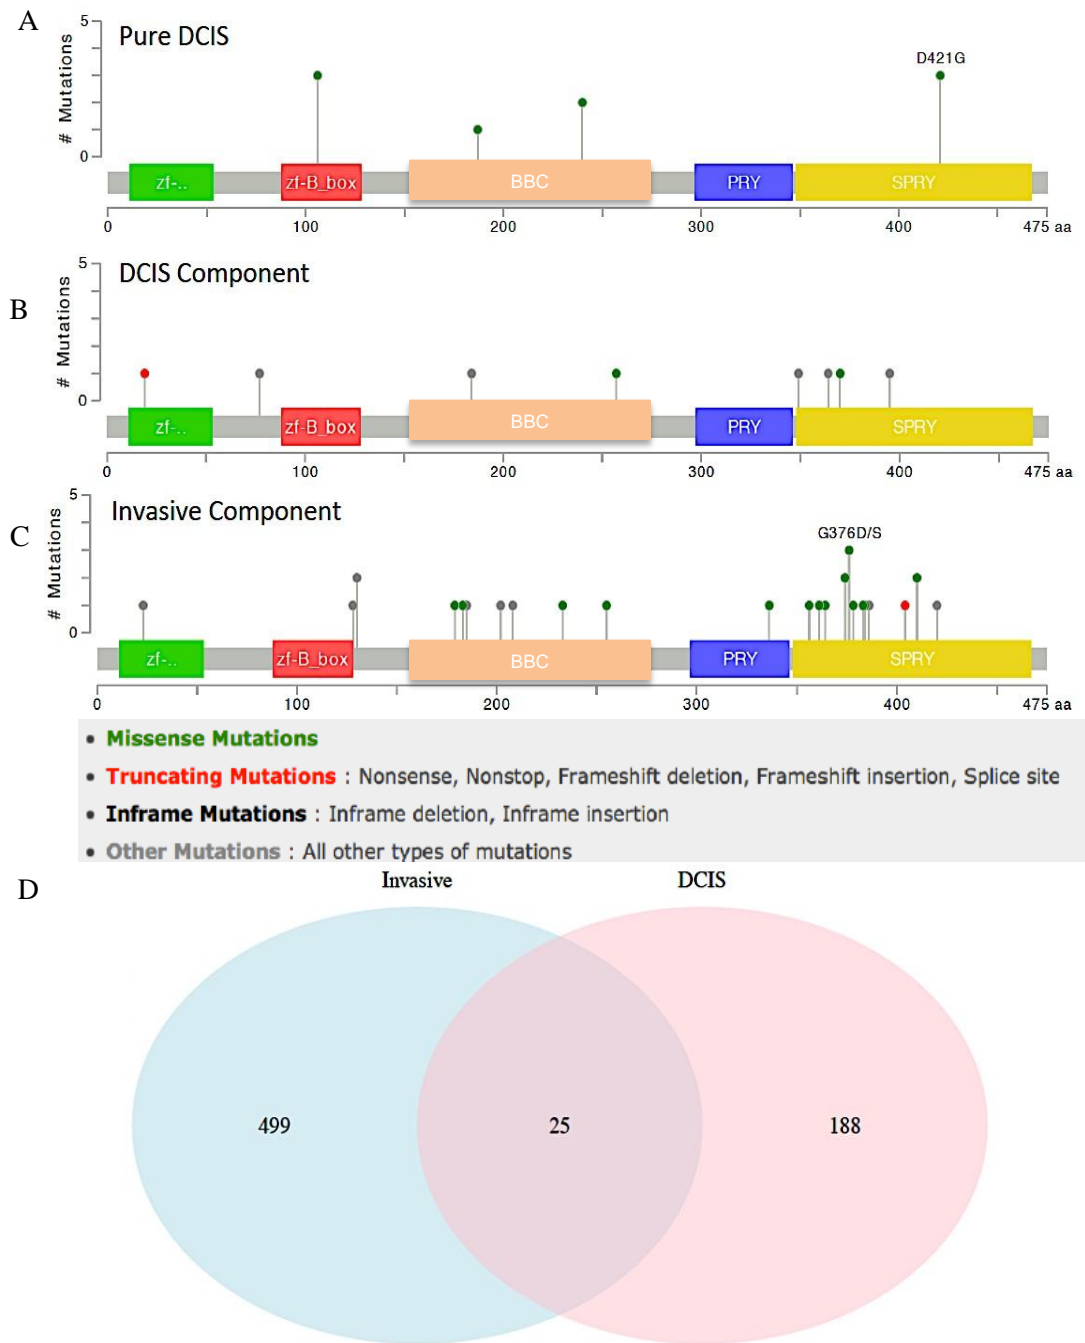 A
Pure DCIS
# Mutations
5
0
D421G
zf-..
zf-B_box
BBC
PRY
SPRY
0
100
200
300
400
475 aa
B
DCIS Component
# Mutations
5
0
zf-..
zf-B_box
BBC
PRY
SPRY
0
100
200
300
400
475 aa
C
Invasive Component
# Mutations
5
0
G376D/S
zf-..
zf-B_box
BBC
PRY
SPRY
0
100
200
300
400
475 aa
• Missense Mutations
• Truncating Mutations : Nonsense, Nonstop, Frameshift deletion, Frameshift insertion, Splice site
• Inframe Mutations : Inframe deletion, Inframe insertion
• Other Mutations : All other types of mutations
D
Invasive
DCIS
499
25
188